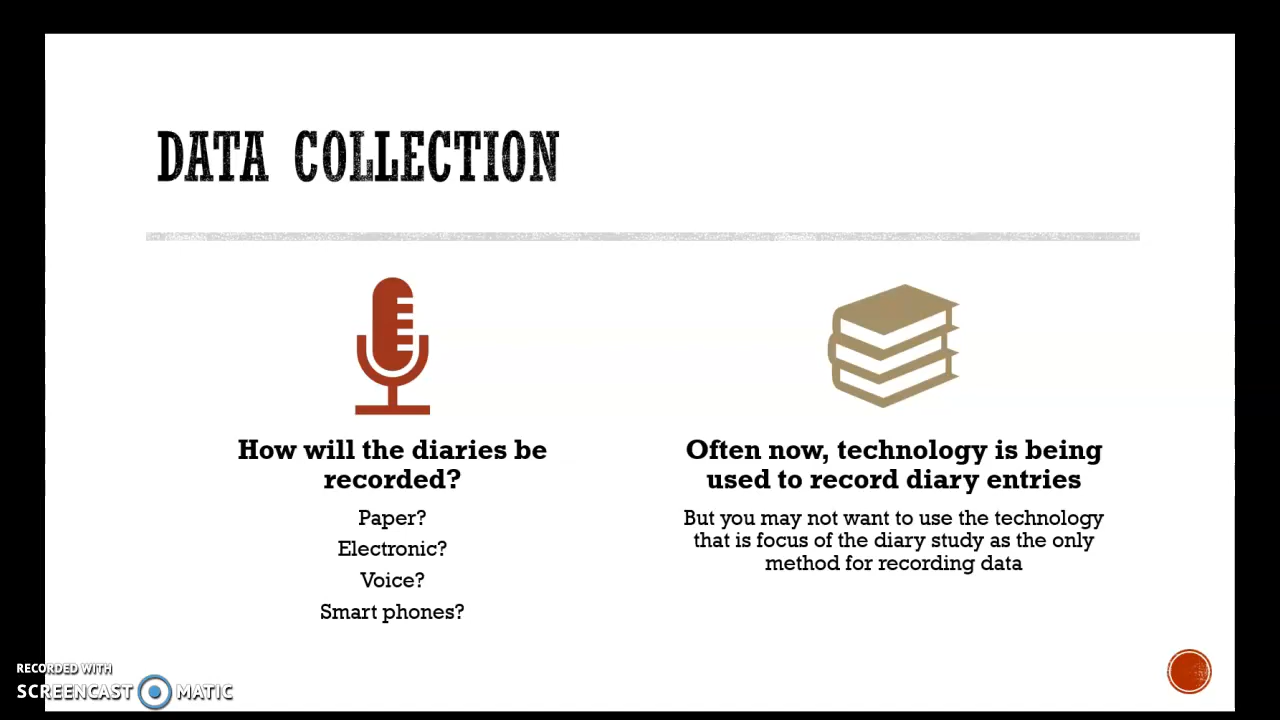 DATA COLLECTION
How will the diaries be
recorded?
Paper?
Electronic?
Voice?
Smart phones?
Often now, technology is being
used to record diary entries
But you may not want to use the technology
that is focus of the diary study as the only
method for recording data
RECORDED WITH
SCREENCAST MATIC